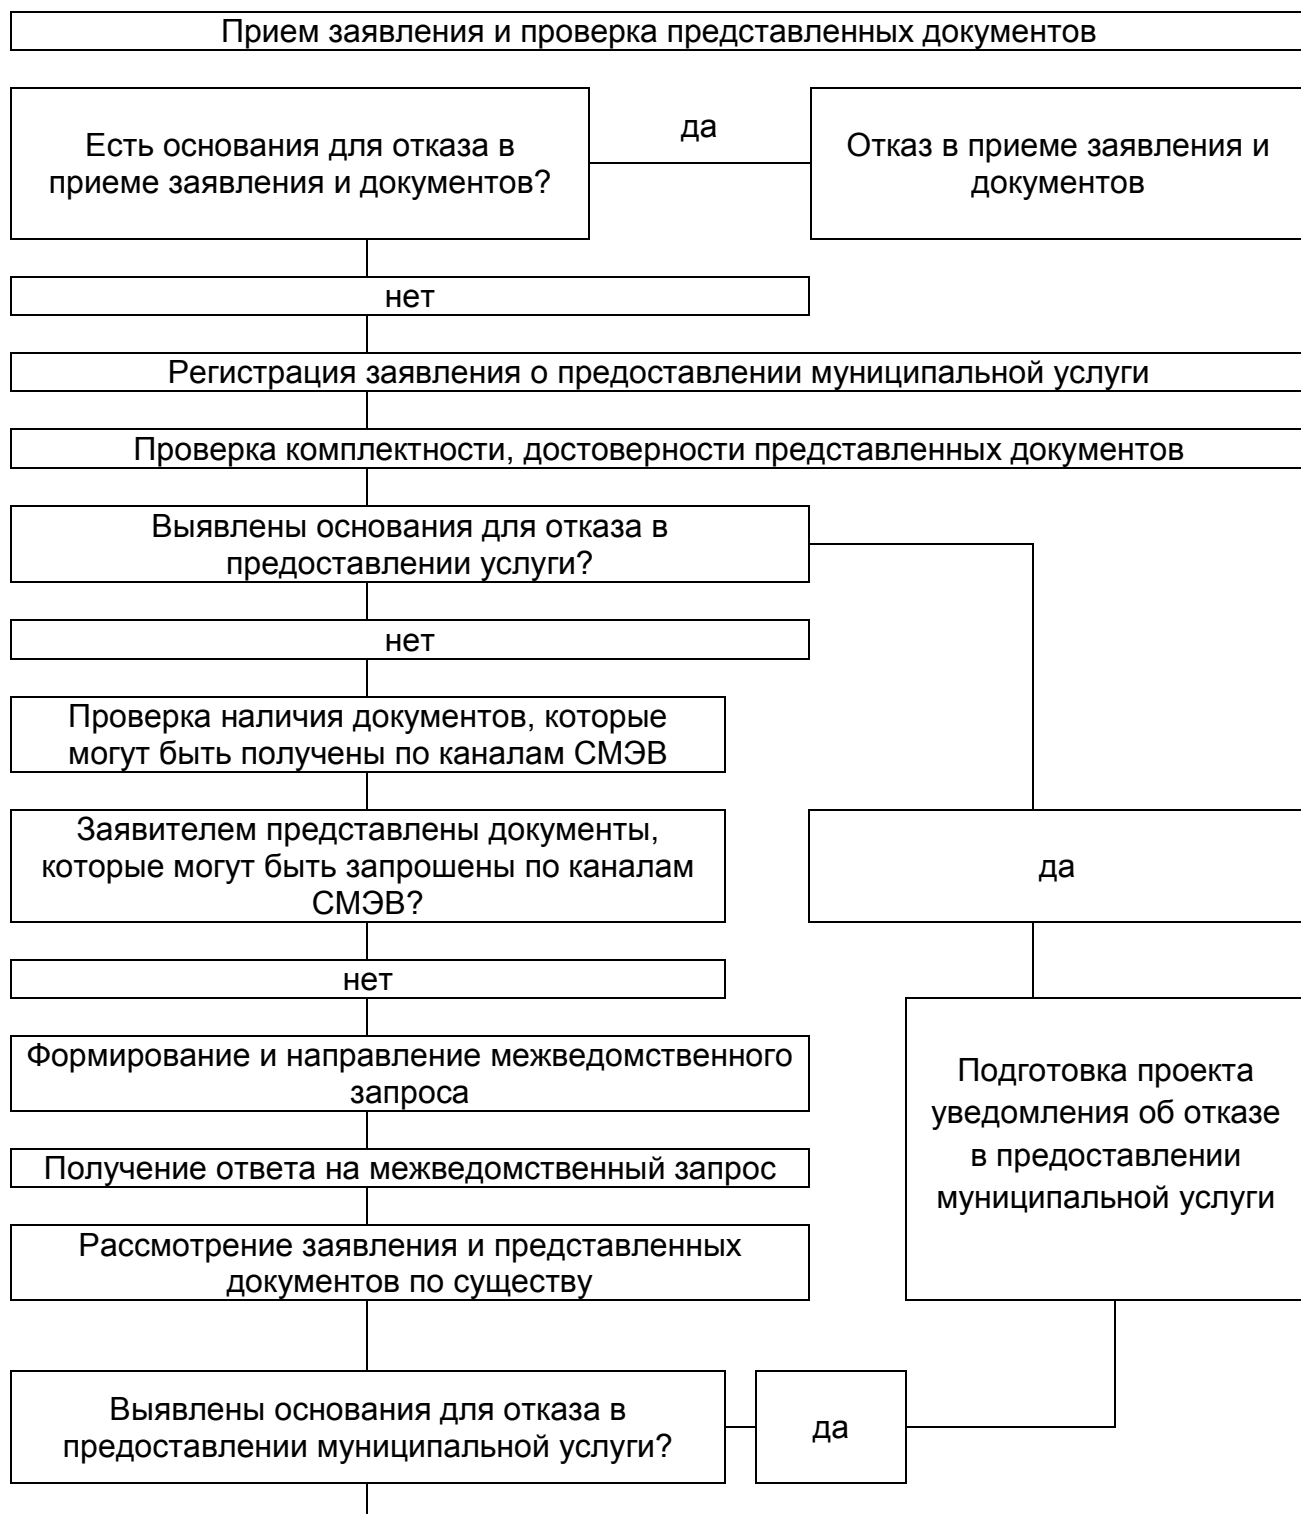 Прием заявления и проверка представленных документов
Есть основания для отказа в
приеме заявления и документов?
да
Отказ в приеме заявления и
документов
нет
Регистрация заявления о предоставлении муниципальной услуги
Проверка комплектности, достоверности представленных документов
Выявлены основания для отказа в
предоставлении услуги?
нет
Проверка наличия документов, которые
могут быть получены по каналам СМЭВ
Заявителем представлены документы,
которые могут быть запрошены по каналам
СМЭВ?
да
нет
Формирование и направление межведомственного
запроса
Подготовка проекта
уведомления об отказе
в предоставлении
муниципальной услуги
Получение ответа на межведомственный запрос
Рассмотрение заявления и представленных
документов по существу
Выявлены основания для отказа в
предоставлении муниципальной услуги?
да